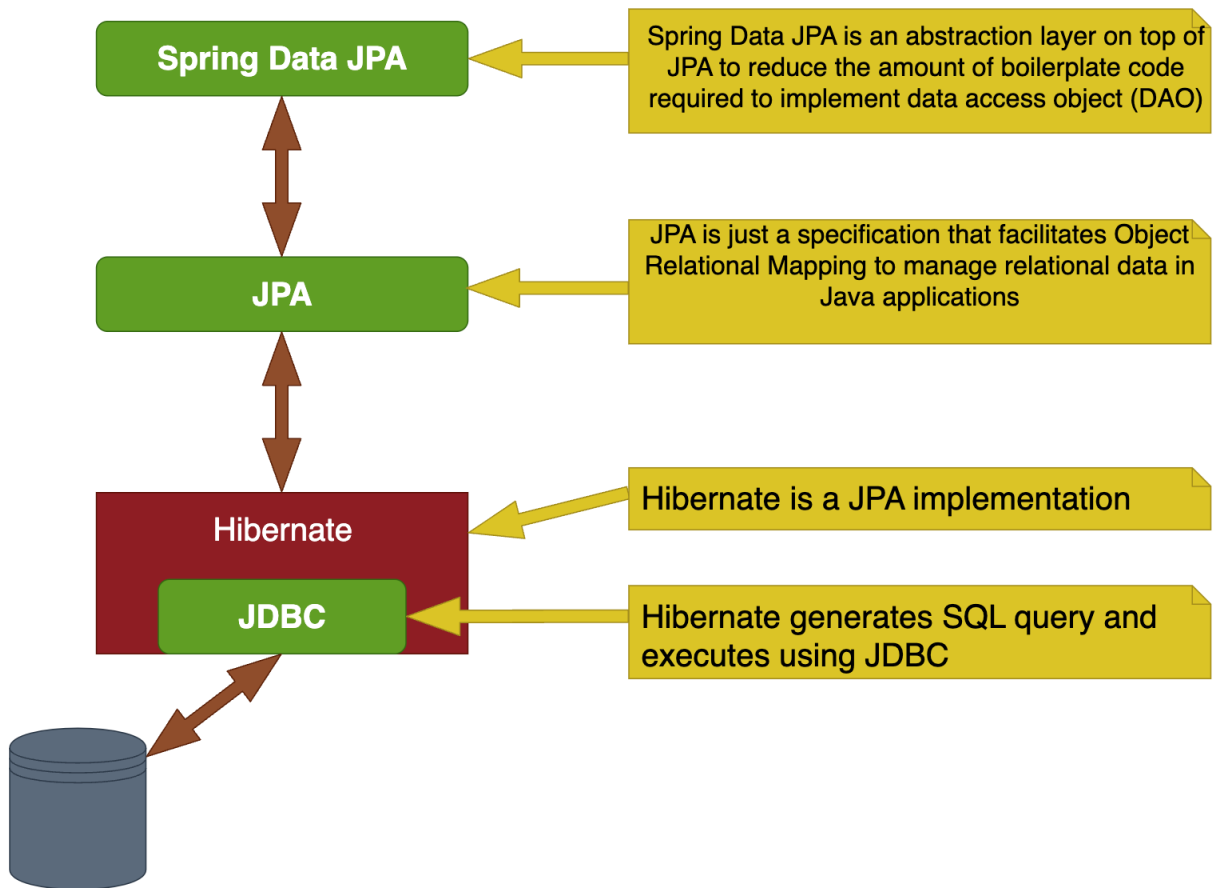 Spring Data JPA
Spring Data JPA is an abstraction layer on top of
JPA to reduce the amount of boilerplate code
required to implement data access object (DAO)
JPA
JPA is just a specification that facilitates Object
Relational Mapping to manage relational data in
Java applications
Hibernate
Hibernate is a JPA implementation
JDBC
Hibernate generates SQL query and
executes using JDBC